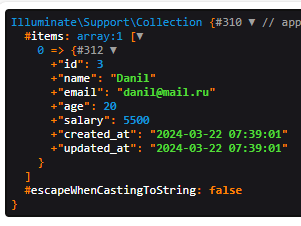 Illuminate\Support\Collection {#310 ▼ // app
#items: array:1 [▼
0 => {#312 ▼
+"id": 3
+"name": "Danil"
+"email": "danil@mail.ru"
+"age": 20
+"salary": 5500
+"created_at": "2024-03-22 07:39:01"
+"updated_at": "2024-03-22 07:39:01"
}
]
#escapeWhenCastingToString: false
}